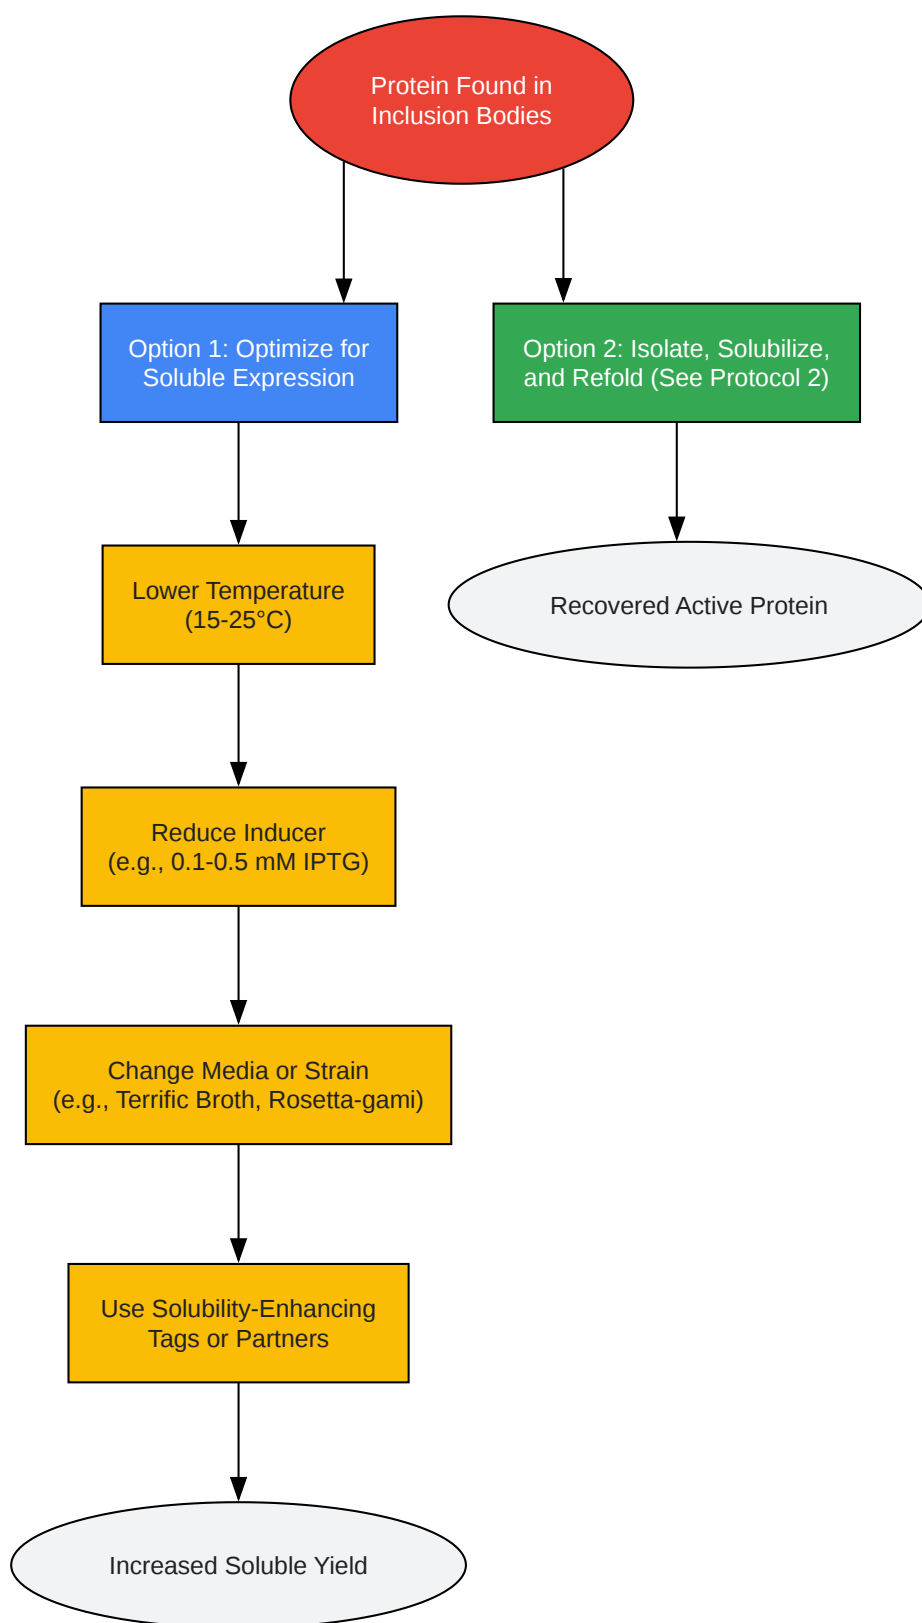 Protein Found in
Inclusion Bodies
Option 1: Optimize for
Soluble Expression
Option 2: Isolate, Solubilize,
and Refold (See Protocol 2)
Lower Temperature
(15-25°C)
Recovered Active Protein
Reduce Inducer
(e.g., 0.1-0.5 mM IPTG)
Change Media or Strain
(e.g., Terrific Broth, Rosetta-gami)
Use Solubility-Enhancing
Tags or Partners
Increased Soluble Yield